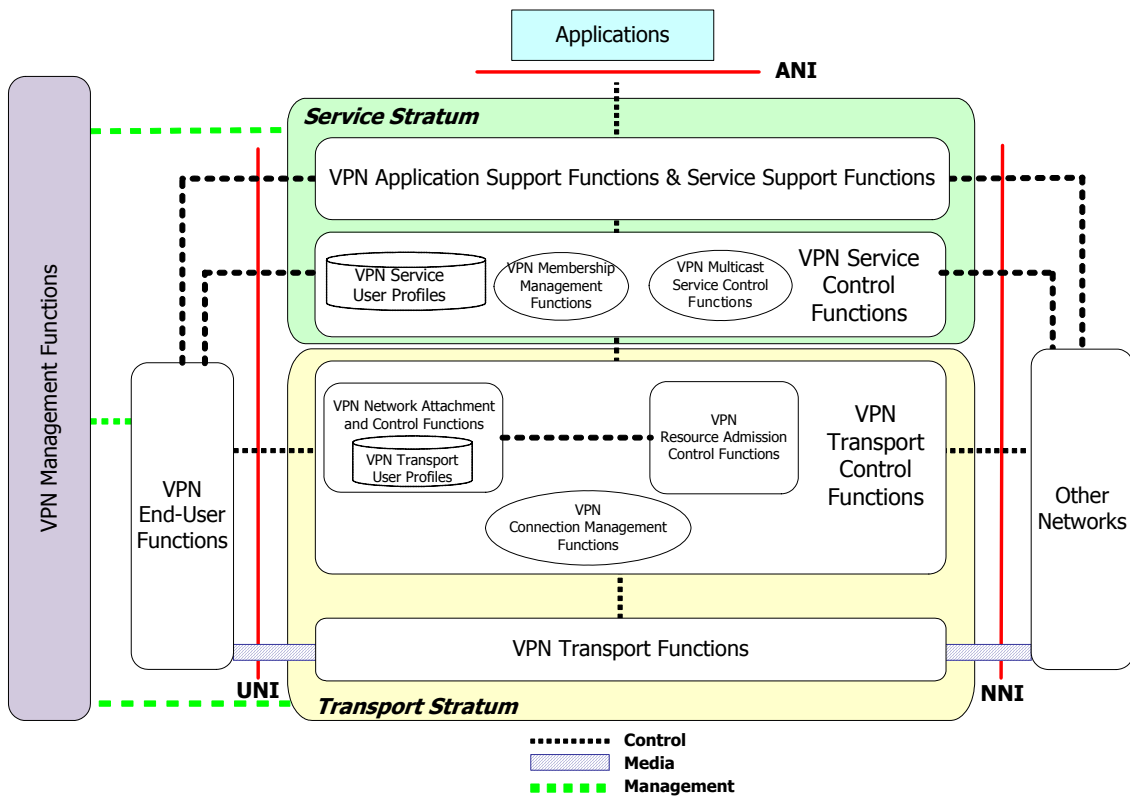 Applications
ANI
Service Stratum
VPN Application Support Functions & Service Support Functions
VPN Service
User Profiles
VPN Membership
Management
Functions
VPN Multicast
Service Control
Functions
VPN Service
Control
Functions
VPN Management Functions
VPN
End-User
Functions
VPN Network Attachment
and Control Functions
VPN Transport
User Profiles
VPN
Resource Admission
Control Functions
VPN
Connection Management
Functions
VPN
Transport
Control
Functions
Other
Networks
VPN Transport Functions
UNI
NNI
Transport Stratum
Control
Media
Management